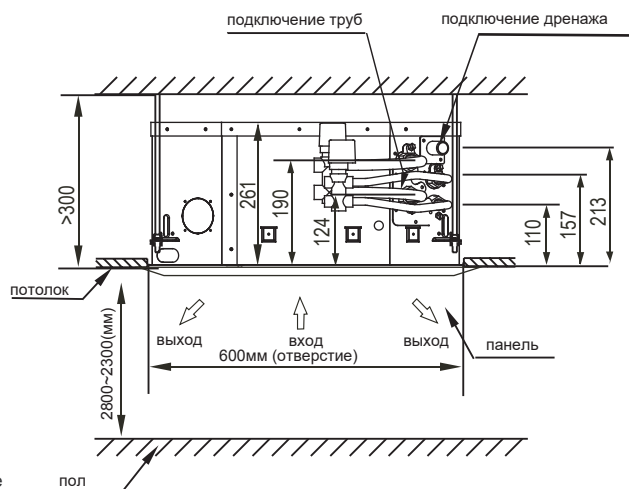 подключение труб
подключение дренажа
>300
261
190
124
110
157
213
потолок
выход
вход
выход
панель
600мм (отверстие)
2800~2300(мм)
е
пол